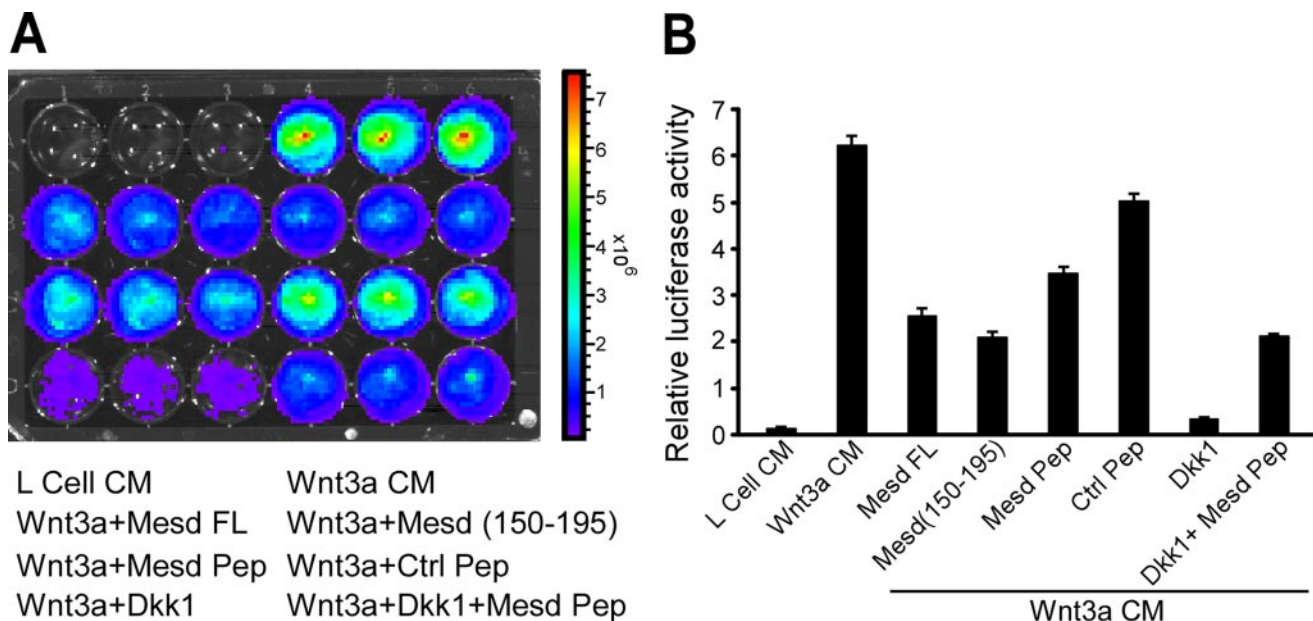 A
1 2 3 4 5 6
7
6
5
4
3
2
1
x10^6
L Cell CM Wnt3a CM
Wnt3a+Mesd FL Wnt3a+Mesd (150-195)
Wnt3a+Mesd Pep Wnt3a+Ctrl Pep
Wnt3a+Dkk1 Wnt3a+Dkk1+Mesd Pep
B
Relative luciferase activity
7
6
5
4
3
2
1
0
L Cell CM
Wnt3a CM
Mesd FL
Mesd(150-195)
Mesd Pep
Ctrl Pep
Dkk1
Dkk1+ Mesd Pep
Wnt3a CM